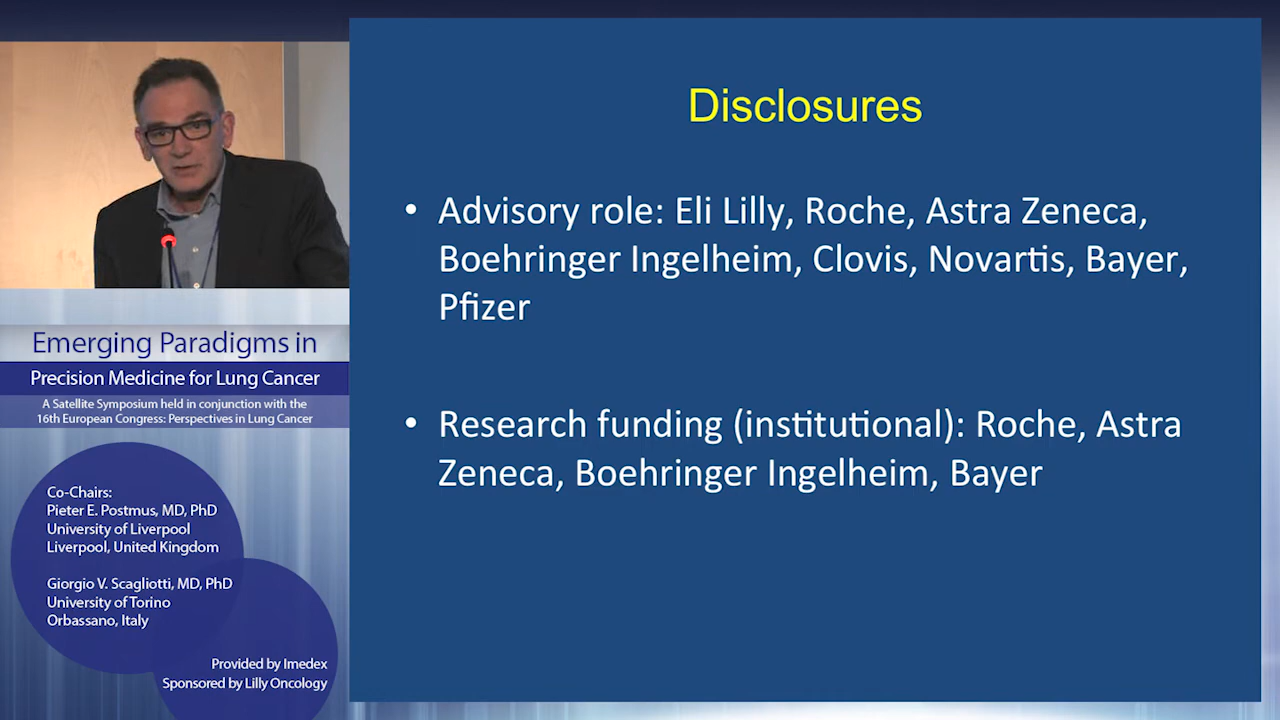 Disclosures
• Advisory role: Eli Lilly, Roche, Astra Zeneca,
Boehringer Ingelheim, Clovis, Novartis, Bayer,
Pfizer
• Research funding (institutional): Roche, Astra
Zeneca, Boehringer Ingelheim, Bayer
Emerging Paradigms in
Precision Medicine for Lung Cancer
A Satellite Symposium held in conjunction with the
16th European Congress: Perspectives in Lung Cancer
Co-Chairs:
Pieter E. Postmus, MD, PhD
University of Liverpool
Liverpool, United Kingdom
Giorgio V. Scagliotti, MD, PhD
University of Torino
Orbassano, Italy
Provided by Imedex
Sponsored by Lilly Oncology